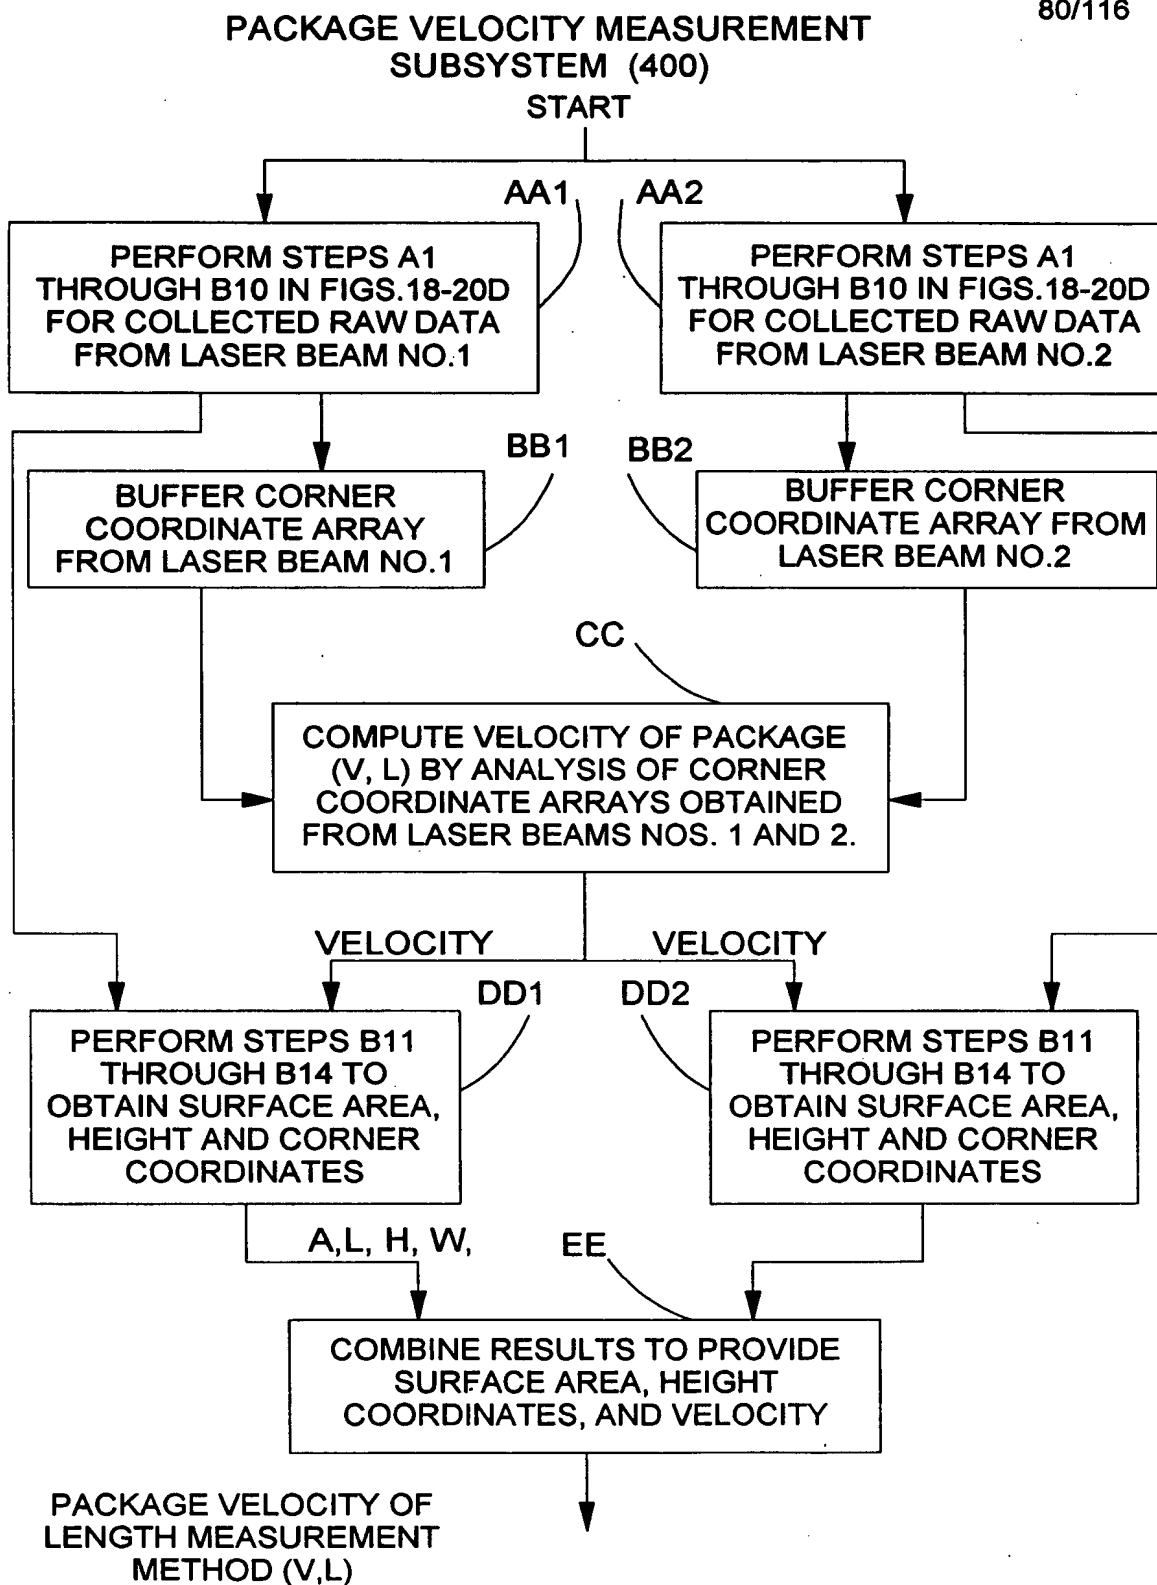 80/116
PACKAGE VELOCITY MEASUREMENT
SUBSYSTEM (400)
START
AA1
AA2
PERFORM STEPS A1
THROUGH B10 IN FIGS.18-20D
FOR COLLECTED RAW DATA
FROM LASER BEAM NO.1
PERFORM STEPS A1
THROUGH B10 IN FIGS.18-20D
FOR COLLECTED RAW DATA
FROM LASER BEAM NO.2
BB1
BB2
BUFFER CORNER
COORDINATE ARRAY
FROM LASER BEAM NO.1
BUFFER CORNER
COORDINATE ARRAY FROM
LASER BEAM NO.2
CC
COMPUTE VELOCITY OF PACKAGE
(V, L) BY ANALYSIS OF CORNER
COORDINATE ARRAYS OBTAINED
FROM LASER BEAMS NOS. 1 AND 2.
VELOCITY
VELOCITY
DD1
DD2
PERFORM STEPS B11
THROUGH B14 TO
OBTAIN SURFACE AREA,
HEIGHT AND CORNER
COORDINATES
PERFORM STEPS B11
THROUGH B14 TO
OBTAIN SURFACE AREA,
HEIGHT AND CORNER
COORDINATES
A,L, H, W,
EE
COMBINE RESULTS TO PROVIDE
SURFACE AREA, HEIGHT
COORDINATES, AND VELOCITY
PACKAGE VELOCITY OF
LENGTH MEASUREMENT
METHOD (V,L)